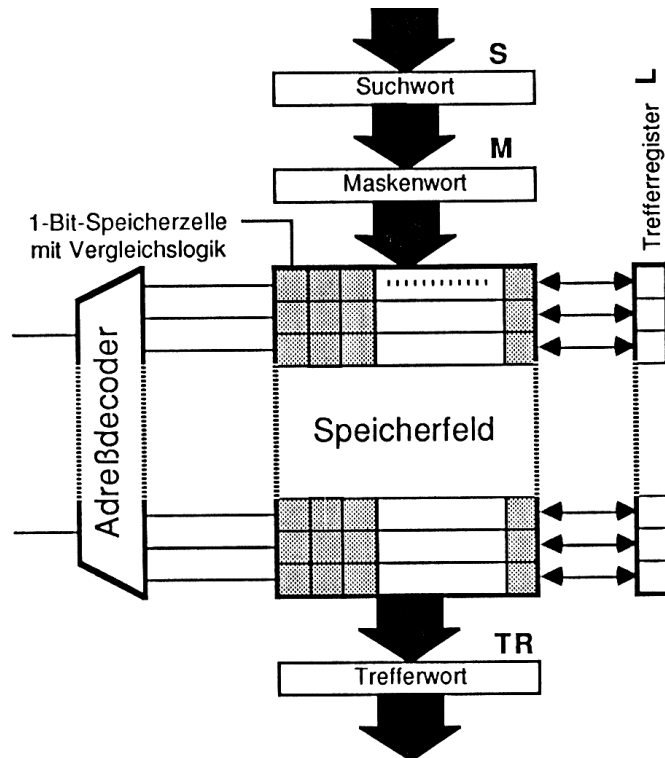 S
Suchwort
M
Maskenwort
Trefferregister L
1-Bit-Speicherzelle
mit Vergleichslogik
Adreßdecoder
Speicherfeld
TR
Trefferwort